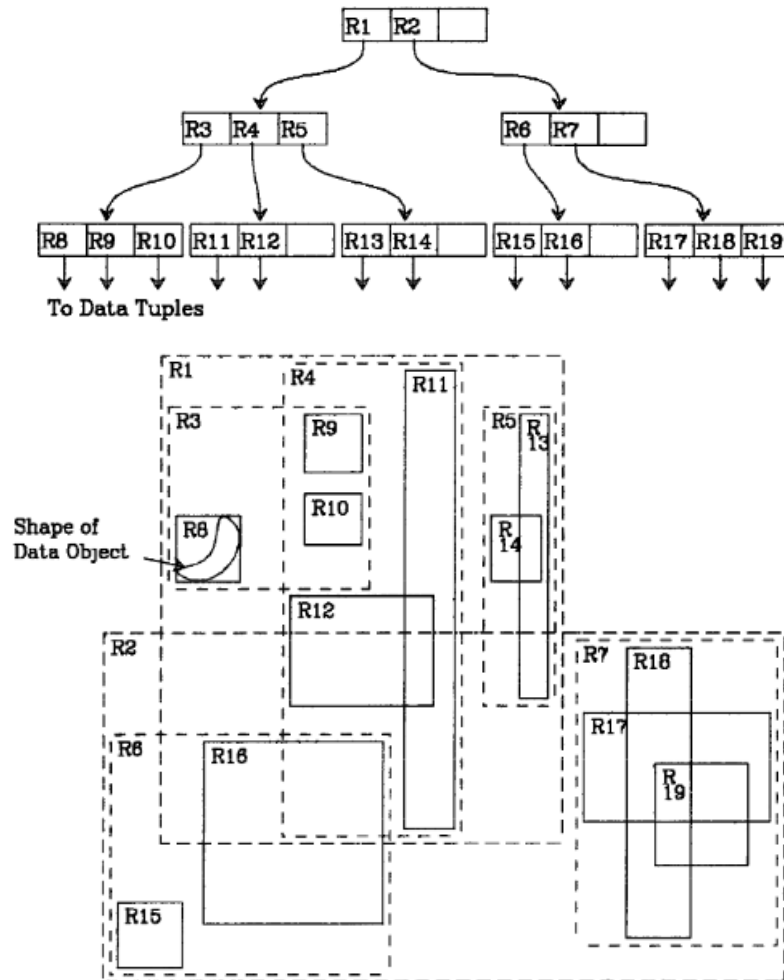 R1 R2
R3 R4 R5
R6 R7
R8 R9 R10
R11 R12
R13 R14
R15 R16
R17 R18 R19
To Data Tuples
R1
R4
R11
R3
R9
R5
R
13
R10
R8
R
14
Shape of
Data Object
R12
R2
R7
R18
R17
R6
R16
R
19
R15